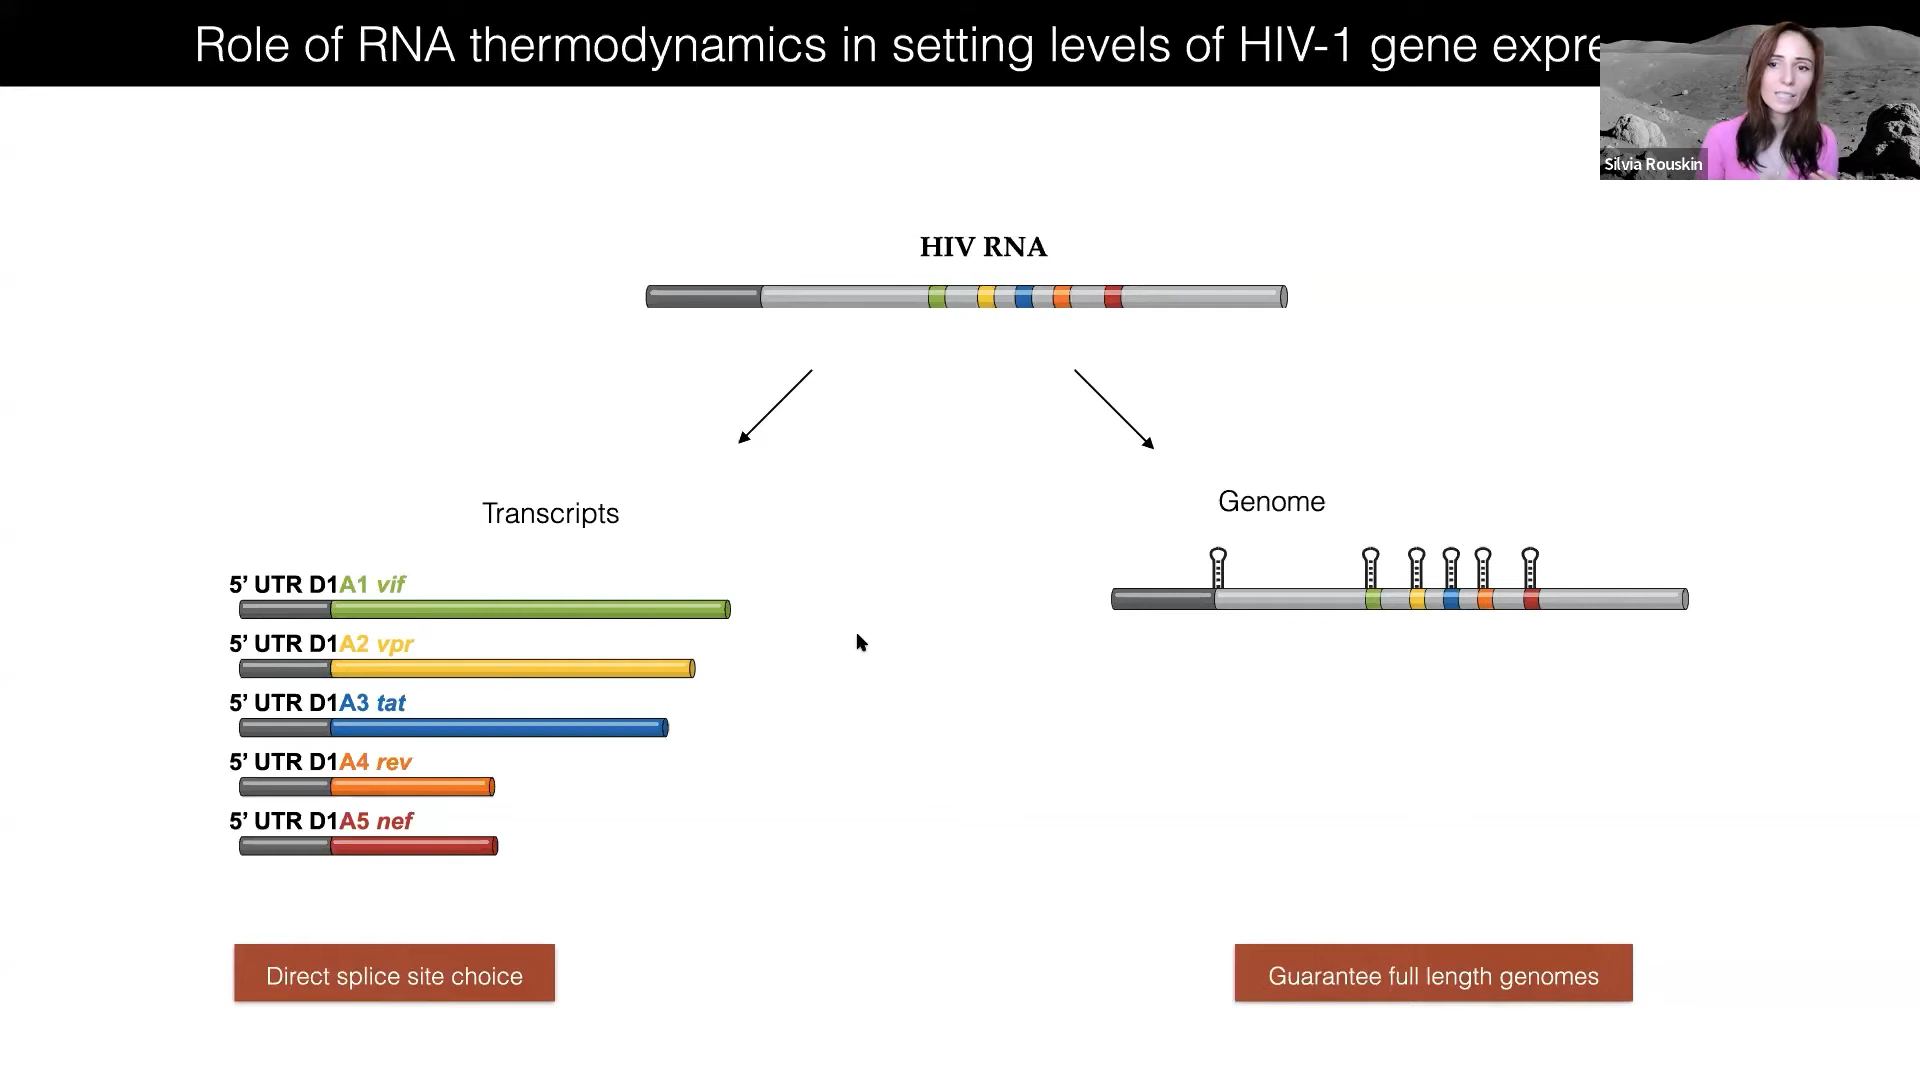 Role of RNA thermodynamics in setting levels of HIV-1 gene expre
Silvia Rouskin
HIV RNA
Transcripts
Genome
5’ UTR D1A1 vif
5’ UTR D1A2 vpr
5’ UTR D1A3 tat
5’ UTR D1A4 rev
5’ UTR D1A5 nef
Direct splice site choice
Guarantee full length genomes